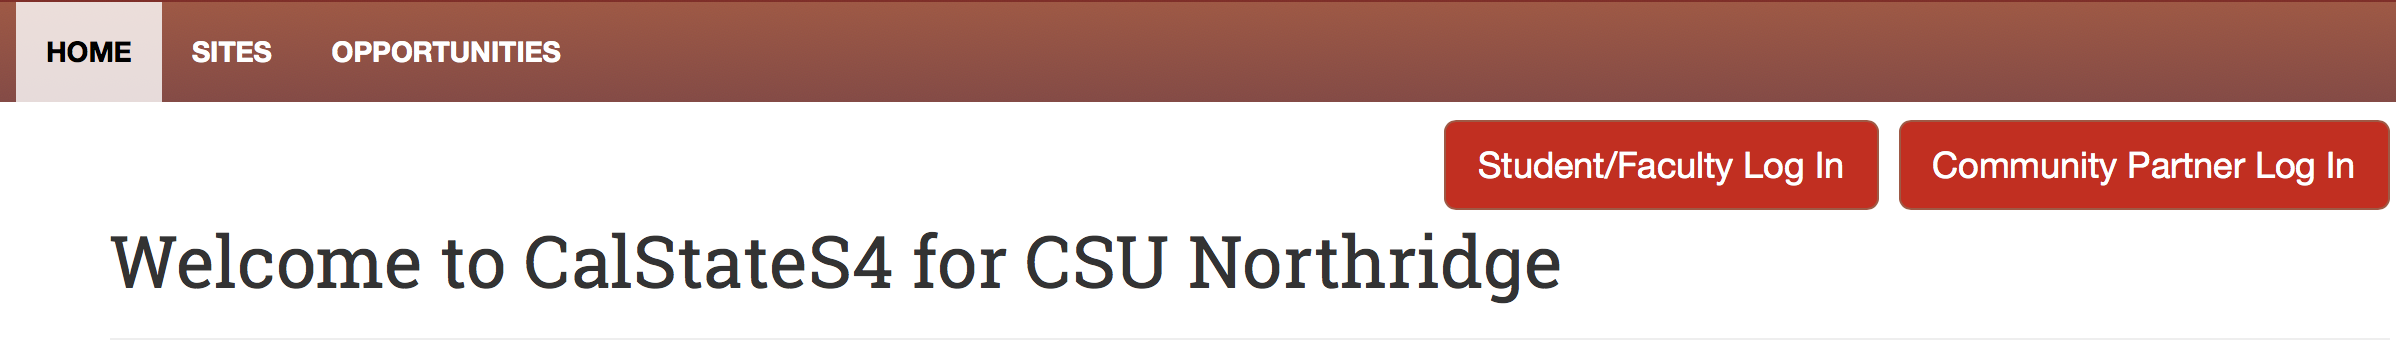 HOME SITES OPPORTUNITIES
Student/Faculty Log In Community Partner Log In
Welcome to CalStateS4 for CSU Northridge